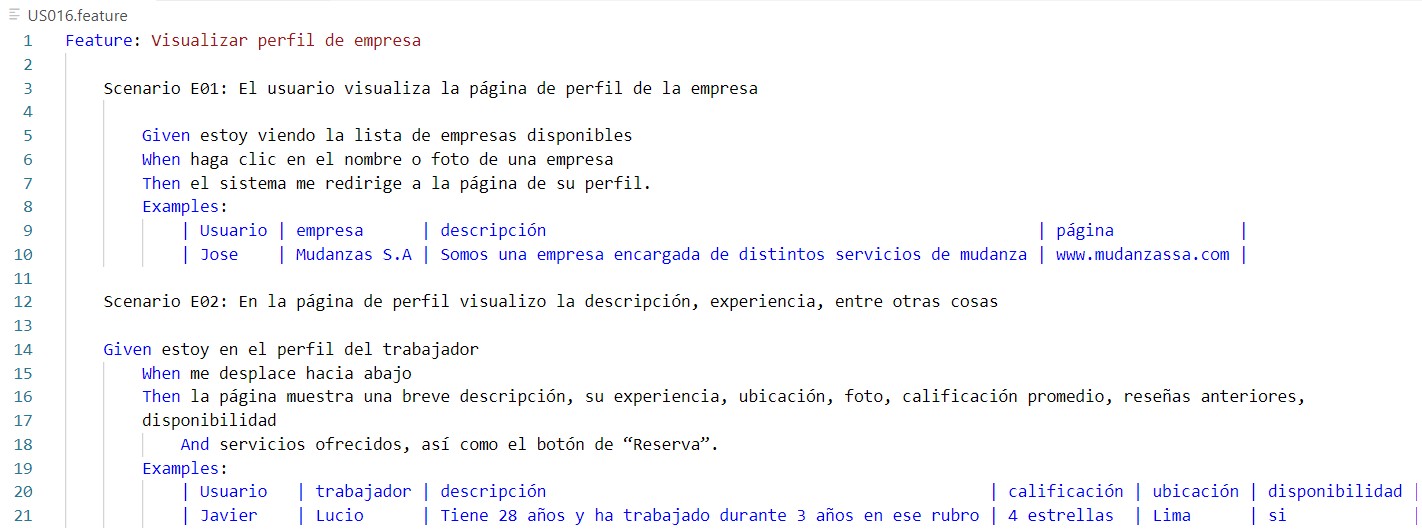 US016.feature
1 Feature: Visualizar perfil de empresa
2
3 Scenario E01: El usuario visualiza la página de perfil de la empresa
4
5 Given estoy viendo la lista de empresas disponibles
6 When haga clic en el nombre o foto de una empresa
7 Then el sistema me redirige a la página de su perfil.
8 Examples:
9 | Usuario | empresa | descripción | página |
10 | Jose | Mudanzas S.A | Somos una empresa encargada de distintos servicios de mudanza | www.mudanzassa.com |
11
12 Scenario E02: En la página de perfil visualizo la descripción, experiencia, entre otras cosas
13
14 Given estoy en el perfil del trabajador
15 When me desplace hacia abajo
16 Then la página muestra una breve descripción, su experiencia, ubicación, foto, calificación promedio, reseñas anteriores,
17 disponibilidad
18 And servicios ofrecidos, así como el botón de “Reserva”.
19 Examples:
20 | Usuario | trabajador | descripción | calificación | ubicación | disponibilidad |
21 | Javier | Lucio | Tiene 28 años y ha trabajado durante 3 años en ese rubro | 4 estrellas | Lima | si |